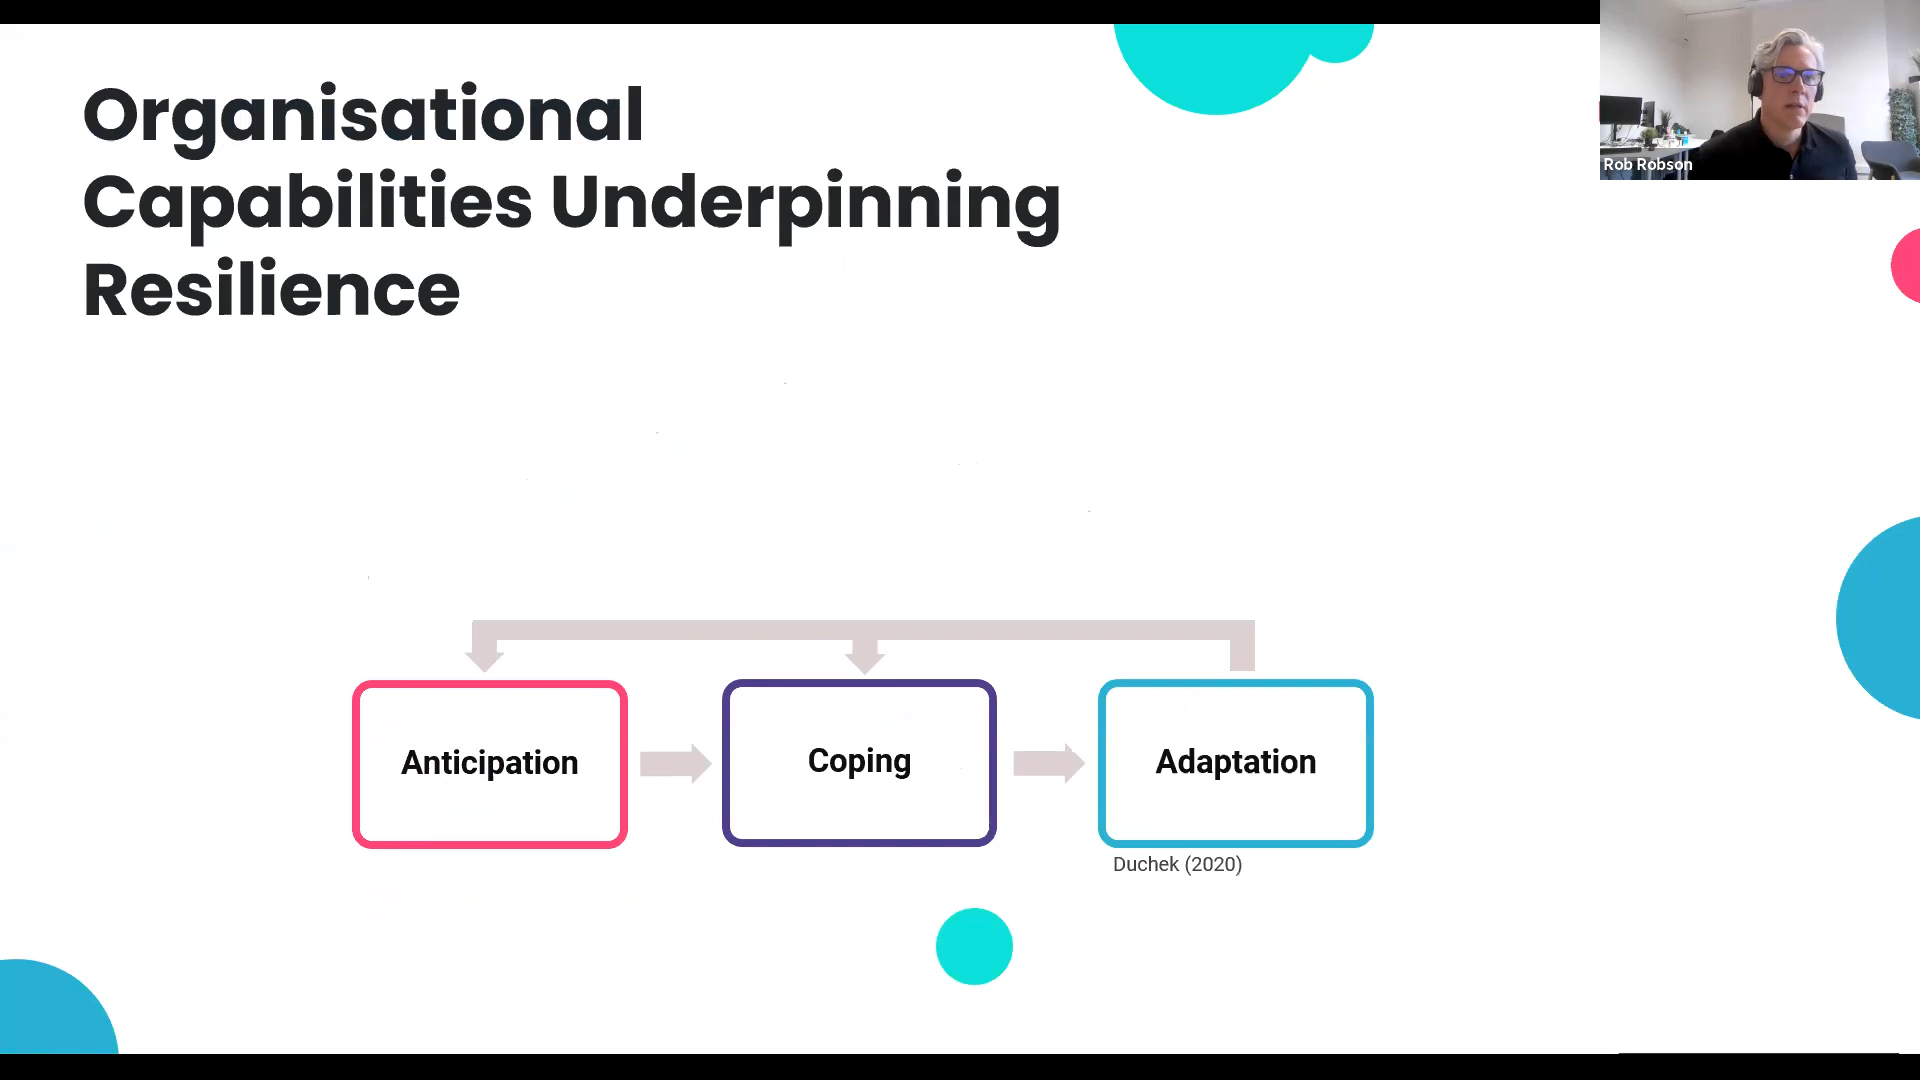 Organisational
Capabilities Underpinning
Resilience
Rob Robson
Anticipation
Coping
Adaptation
Duchek (2020)